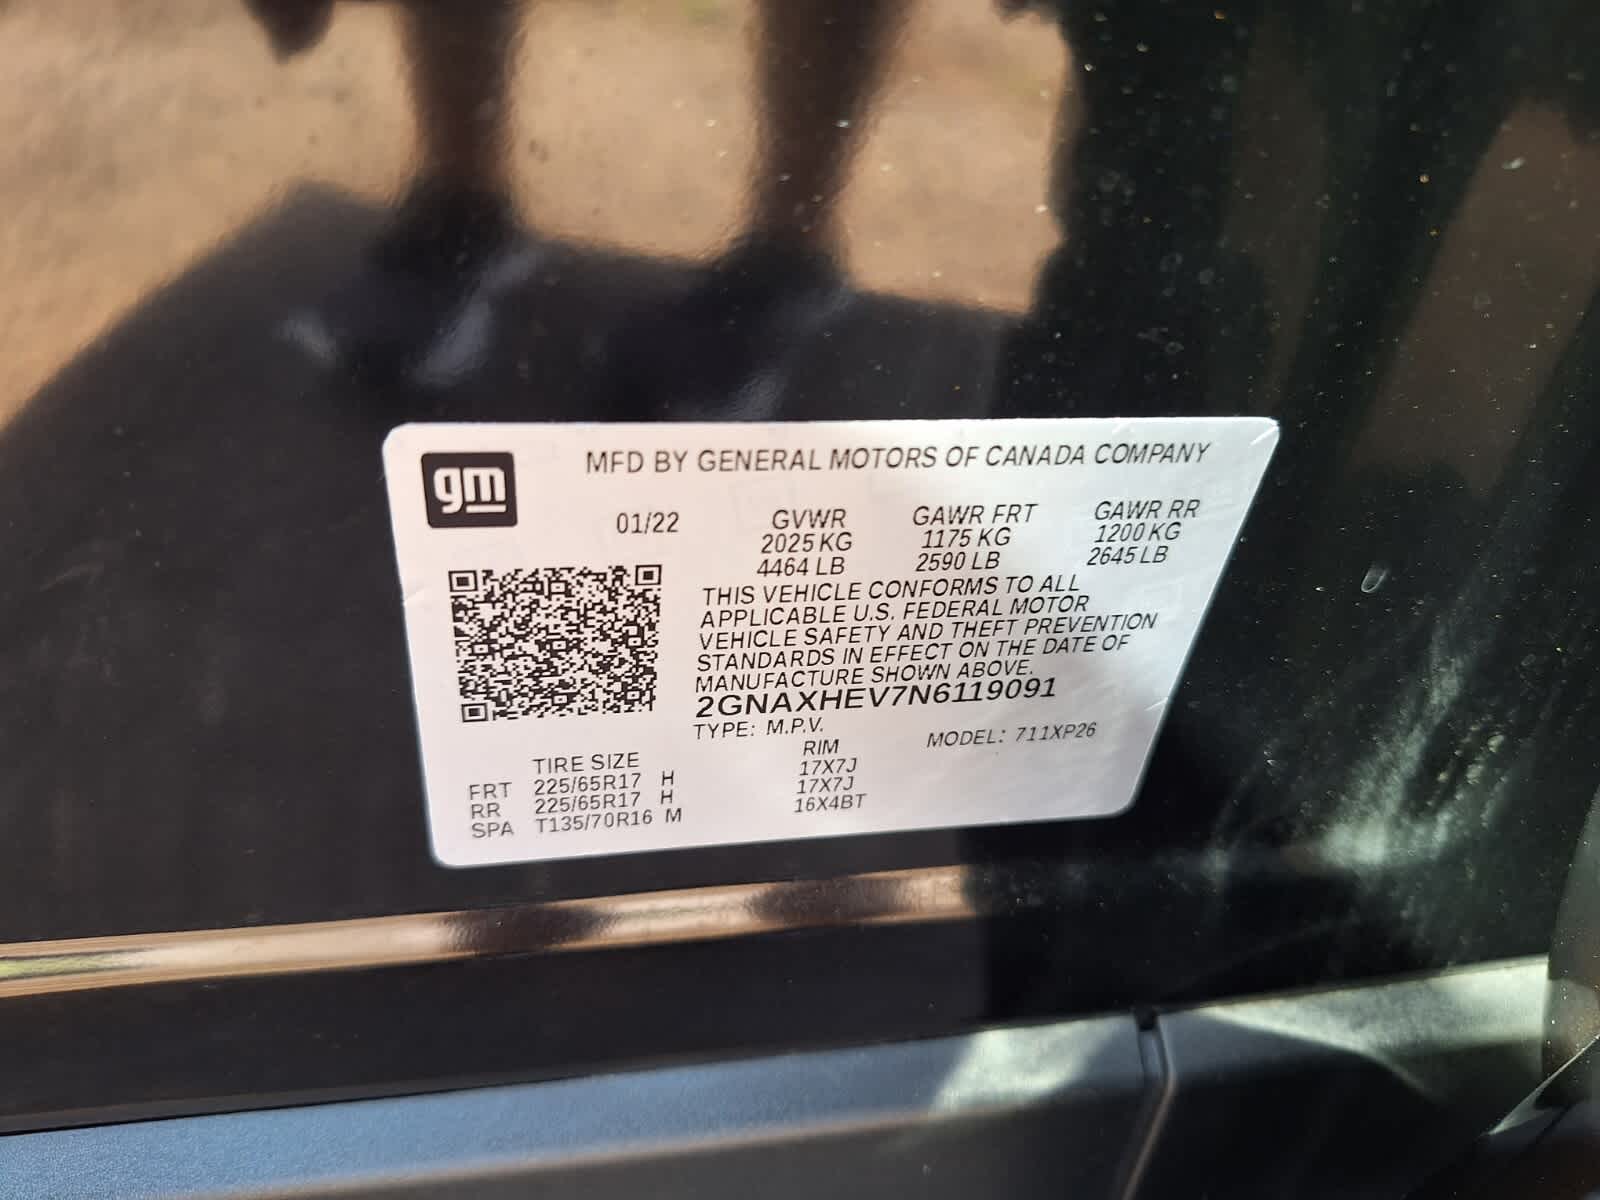 gm
MFD BY GENERAL MOTORS OF CANADA COMPANY
01/22 GVWR GAWR FRT GAWR RR
2025 KG 1175 KG 1200 KG
4464 LB 2590 LB 2645 LB
THIS VEHICLE CONFORMS TO ALL
APPLICABLE U.S. FEDERAL MOTOR
VEHICLE SAFETY AND THEFT PREVENTION
STANDARDS IN EFFECT ON THE DATE OF
MANUFACTURE SHOWN ABOVE.
2GNAXHEV7N6119091
TYPE: M.P.V. MODEL: 711XP26
TIRE SIZE RIM
FRT 225/65R17 H 17X7J
RR 225/65R17 H 17X7J
SPA T135/70R16 M 16X4BT